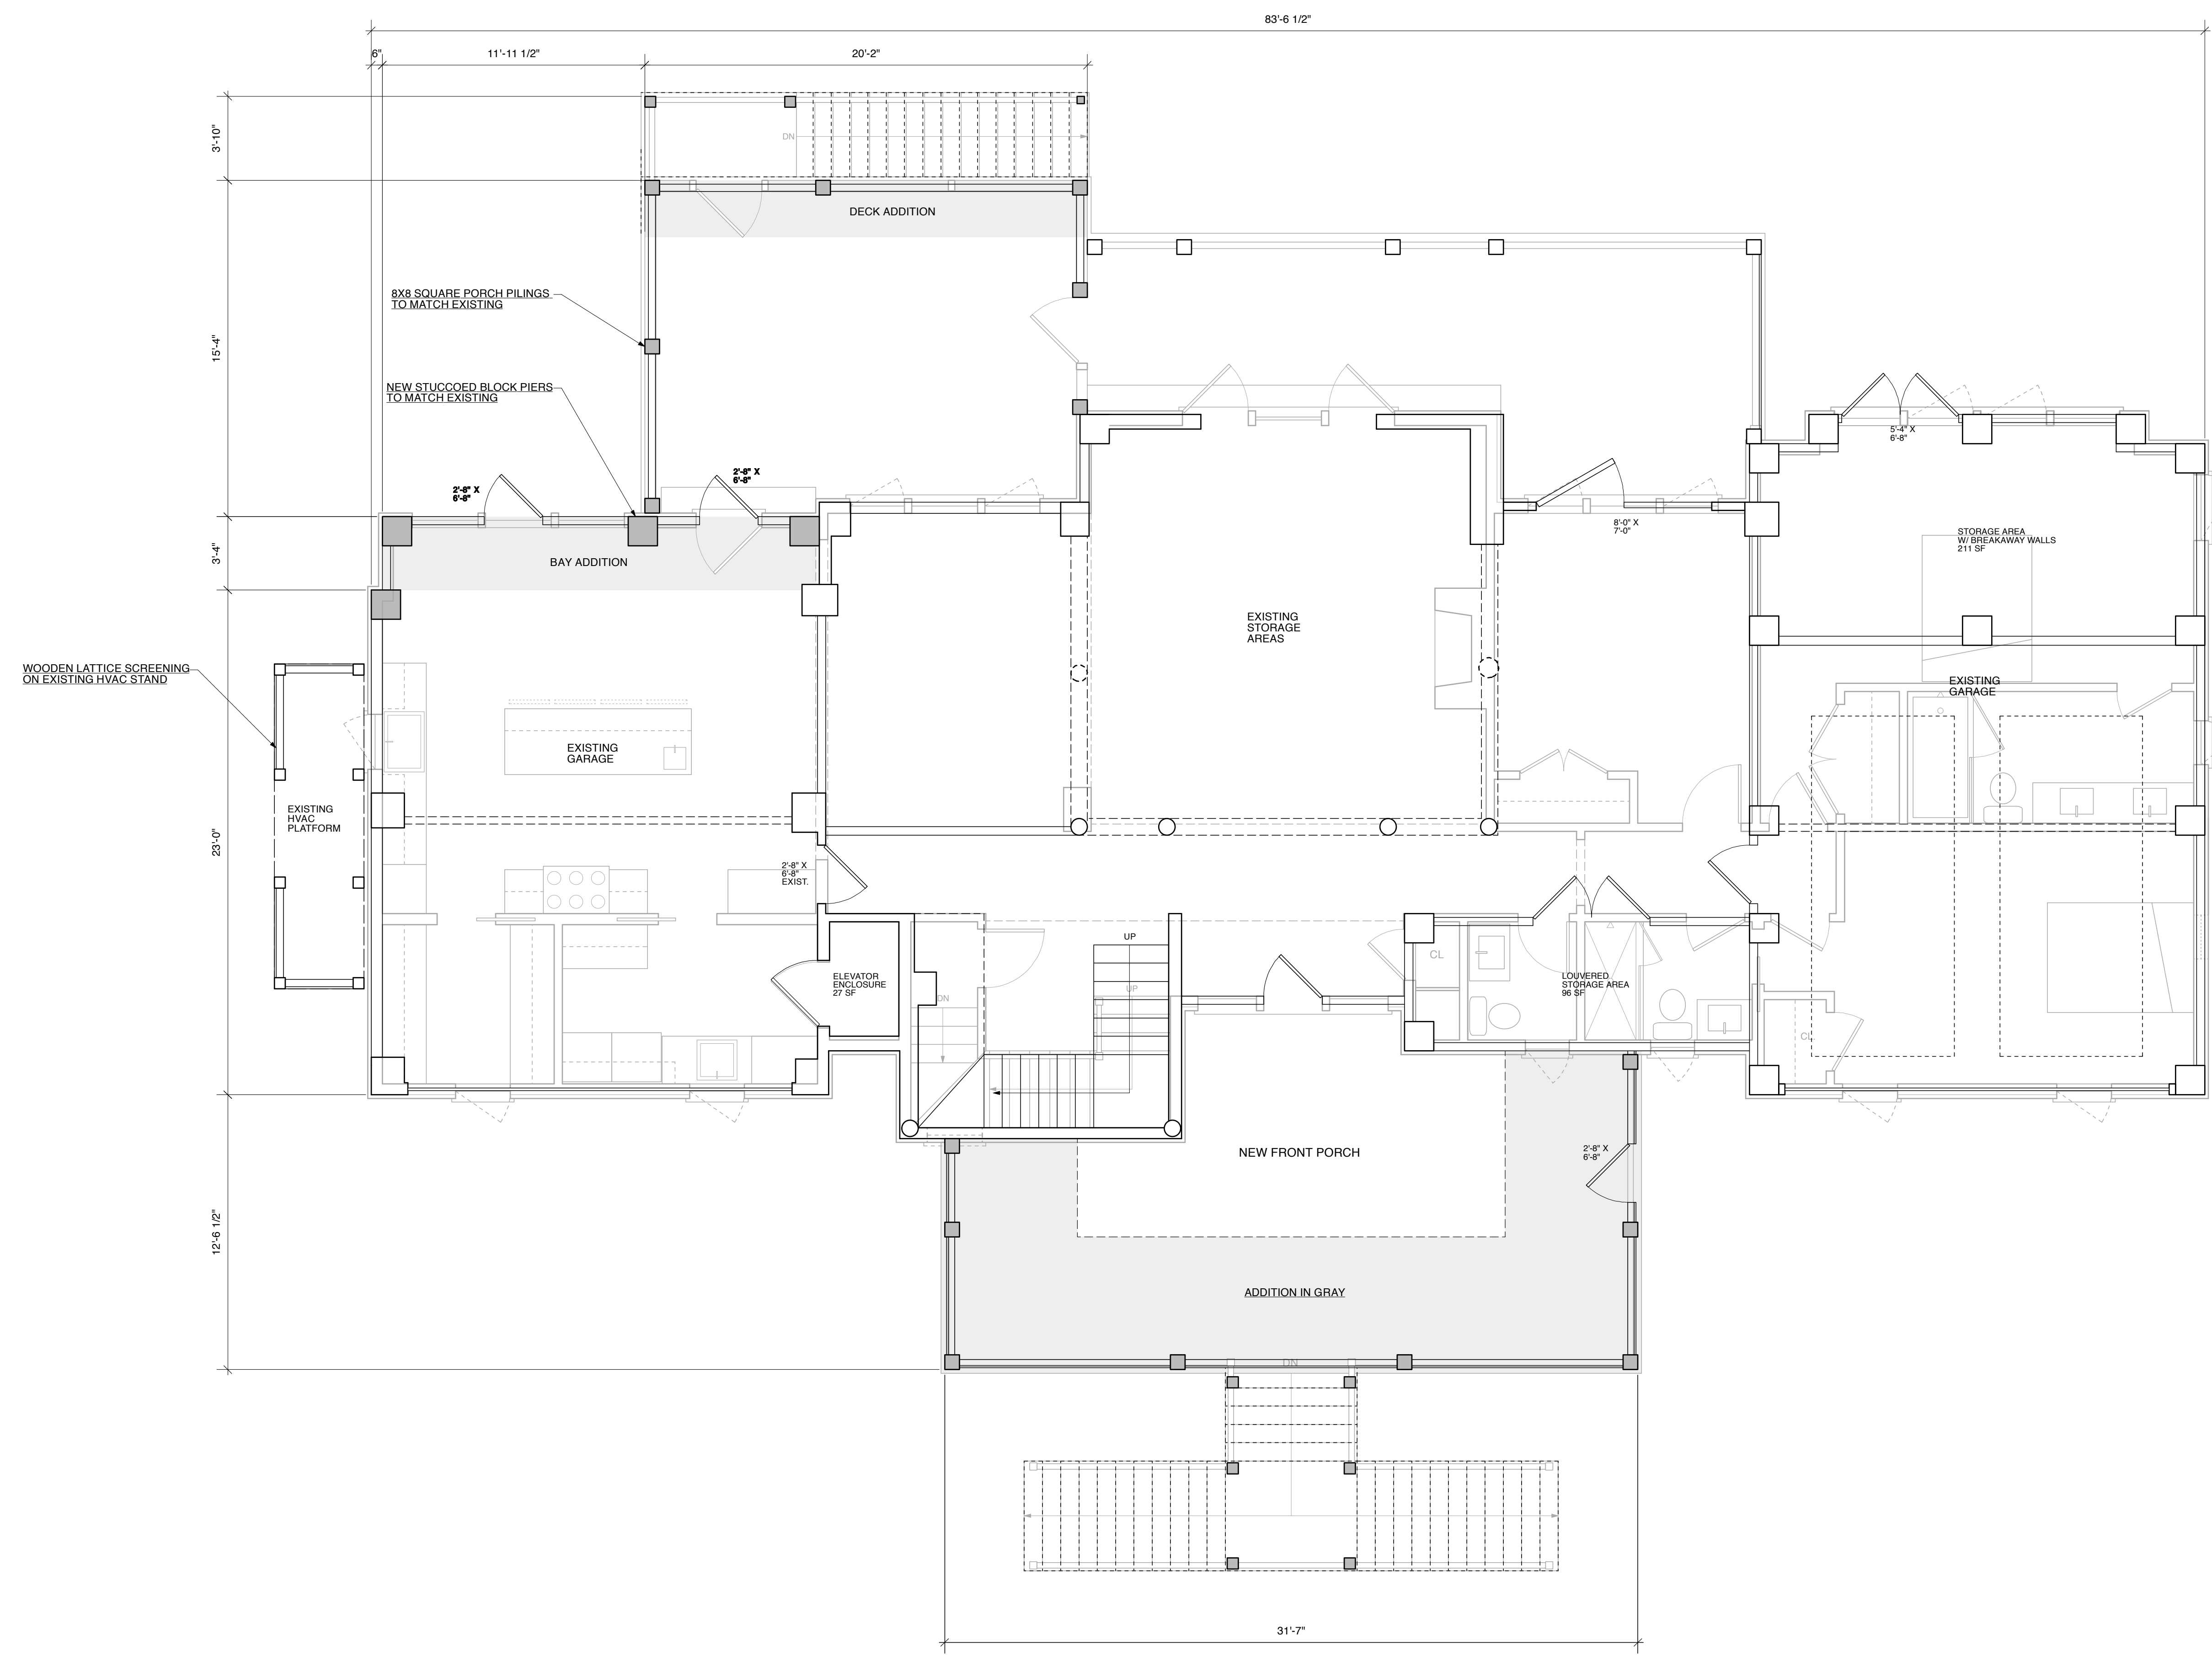 83'-6 1/2"
6"
11'-11 1/2"
20'-2"
3'-10"
DN
DECK ADDITION
8X8 SQUARE PORCH PILINGS
TO MATCH EXISTING
15'-4"
NEW STUCCOED BLOCK PIERS
TO MATCH EXISTING
5'-4" X
6'-8"
2'-8" X
6'-8"
2'-8" X
6'-8"
8'-0" X
7'-0"
STORAGE AREA
W/ BREAKAWAY WALLS
211 SF
3'-4"
BAY ADDITION
EXISTING
STORAGE
AREAS
WOODEN LATTICE SCREENING
ON EXISTING HVAC STAND
EXISTING
GARAGE
EXISTING
GARAGE
EXISTING
HVAC
PLATFORM
23'-0"
2'-8" X
6'-8"
EXIST.
UP
CL
ELEVATOR
ENCLOSURE
27 SF
LOUVERED
STORAGE AREA
96 SF
UP
DN
CL
NEW FRONT PORCH
2'-8" X
6'-8"
12'-6 1/2"
ADDITION IN GRAY
DN
31'-7"